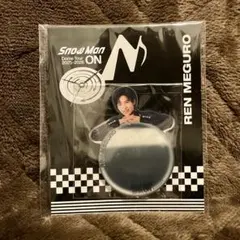 Snow Man
Dome Tour
2025-2026
ON
REN MEGURO